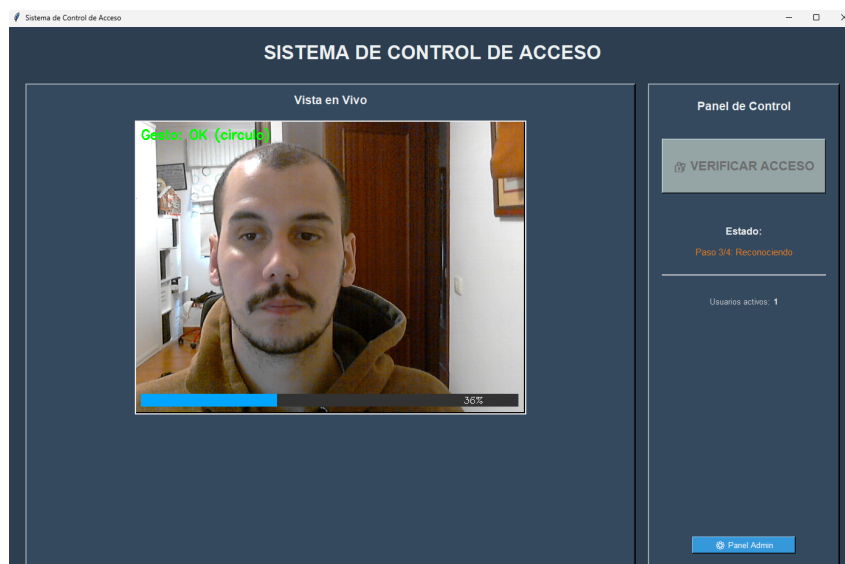 Sistema de Control de Acceso
SISTEMA DE CONTROL DE ACCESO
Vista en Vivo
Gesto: OK (circulo)
36%
Panel de Control
VERIFICAR ACCESO
Estado:
Paso 3/4: Reconociendo
Usuarios activos: 1
Panel Admin